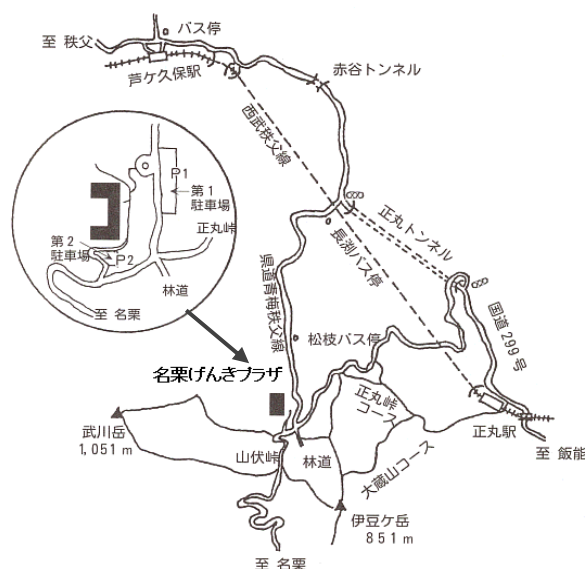 バス停
至 秩父
芦ケ久保駅
赤谷トンネル
西武秩父線
P1
第1
駐車場
正丸峠
第2
駐車場
P2
林道
至 名栗
正丸トンネル
長渕バス停
県道青梅秩父線
国道299号
松枝バス停
名栗げんきプラザ
正丸峠
コース
武川岳
1,051m
山伏峠
林道
大蔵山コース
正丸駅
至 飯能
伊豆ケ岳
851m
至 名栗